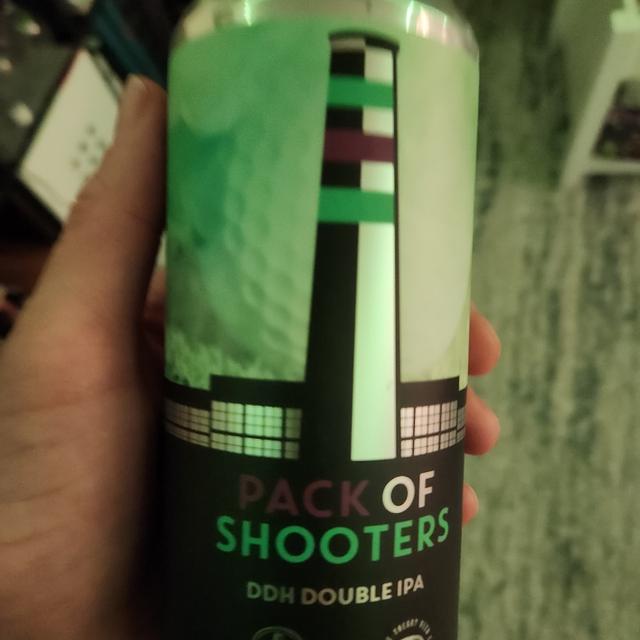 PACK OF
SHOOTERS
DDH DOUBLE IPA